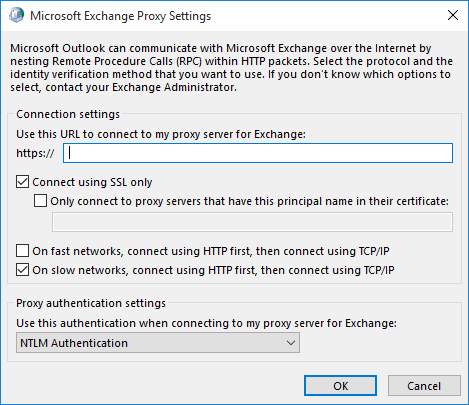 Microsoft Exchange Proxy Settings
Microsoft Outlook can communicate with Microsoft Exchange over the Internet by
nesting Remote Procedure Calls (RPC) within HTTP packets. Select the protocol and the
identity verification method that you want to use. If you don't know which options to
select, contact your Exchange Administrator.
Connection settings
Use this URL to connect to my proxy server for Exchange:
https://
Connect using SSL only
Only connect to proxy servers that have this principal name in their certificate:
On fast networks, connect using HTTP first, then connect using TCP/IP
On slow networks, connect using HTTP first, then connect using TCP/IP
Proxy authentication settings
Use this authentication when connecting to my proxy server for Exchange:
NTLM Authentication
OK Cancel